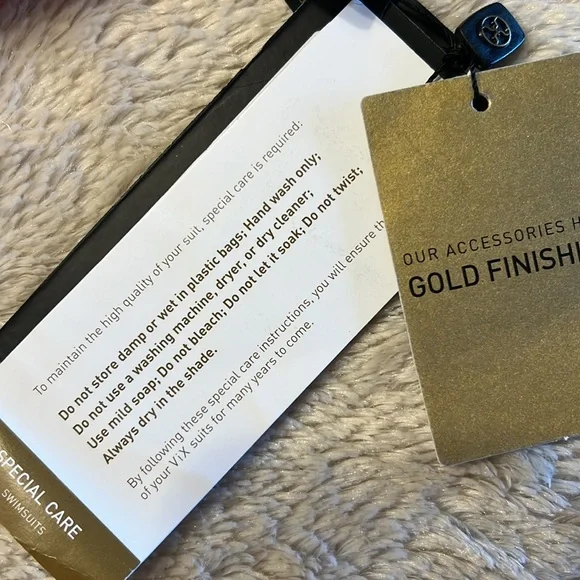 To maintain the high quality of your suit, special care is required:
Do not store damp or wet in plastic bags; Hand wash only;
Do not use a washing machine, dryer, or dry cleaner;
Use mild soap; Do not bleach; Do not let it soak; Do not twist;
Always dry in the shade.
By following these special care instructions, you will ensure th
of your ViX suits for many years to come.
SPECIAL CARE
SWIMSUITS
OUR ACCESSORIES H
GOLD FINISHI